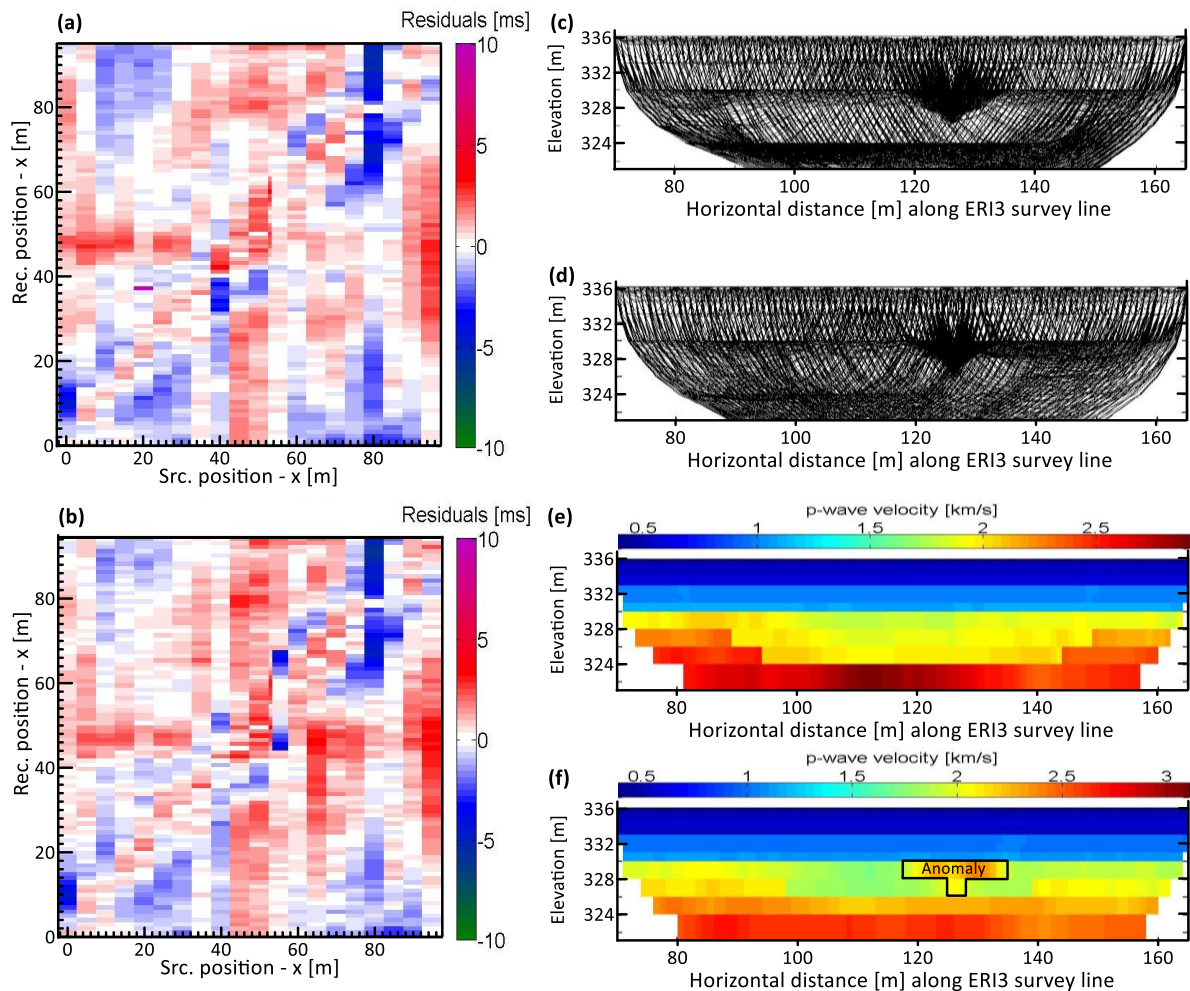 (a)
Residuals [ms]
10
5
0
-5
-10
80
60
40
20
0
Rec. position - x [m]
0 20 40 60 80
Src. position - x [m]
(b)
Residuals [ms]
10
5
0
-5
-10
80
60
40
20
0
Rec. position - x [m]
0 20 40 60 80
Src. position - x [m]
(c)
336
332
328
324
Elevation [m]
80 100 120 140 160
Horizontal distance [m] along ERI3 survey line
(d)
336
332
328
324
Elevation [m]
80 100 120 140 160
Horizontal distance [m] along ERI3 survey line
(e)
p-wave velocity [km/s]
0.5 1 1.5 2 2.5
336
332
328
324
Elevation [m]
80 100 120 140 160
Horizontal distance [m] along ERI3 survey line
(f)
p-wave velocity [km/s]
0.5 1 1.5 2 2.5 3
336
332
328
324
Elevation [m]
Anomaly
80 100 120 140 160
Horizontal distance [m] along ERI3 survey line